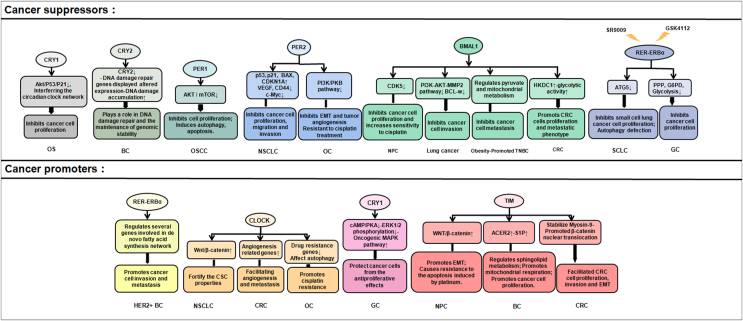 Cancer suppressors：
SR9009
GSK4112
CRY1
CRY2
PER1
PER2
BMAL1
RER-ERBα
Akt/P53/P21↓;
Interfering the
circadian clock network
CRY2↓
DNA damage repair
genes displayed altered
expression-DNA damage
accumulation↑
AKT / mTOR↓
p53, p21, BAX,
CDKN1A↑
VEGF, CD44↓
c-Myc↓
PI3K/PKB
pathway↓
CDK5↓
PI3K-AKT-MMP2
pathway; BCL-w↓
Regulates pyruvate
and mitochondrial
metabolism
HKDC1↓glycolytic
activity↑
ATG5↓
PPP, G6PD,
Glycolysis↓
Inhibits cancer cell
proliferation
Plays a role in DNA
damage repair and the
maintenance of genomic
stability
Inhibits cell proliferation;
Induces autophagy,
apoptosis.
Inhibits cancer cell
proliferation,
migration and
invasion
Inhibits EMT and tumor
angiogenesis
Resistant to cisplatin
treatment
Inhibits cancer cell
proliferation and
increases sensitivity
to cisplatin
Inhibits cancer
cell invasion
Inhibits cancer
cell metastasis
Promots CRC
cells proliferation
and metastatic
phenotype
Inhibits small cell lung
cancer cell proliferation;
Autophagy defection
Inhibits cancer
cell proliferation
OS
BC
OSCC
NSCLC
OC
NPC
Lung cancer
Obesity-Promoted TNBC
CRC
SCLC
GC
Cancer promoters：
RER-ERBα
CLOCK
CRY1
TIM
Regulates several
genes involved in de
novo fatty acid
synthesis network
Wnt/β-catenin↑
Angiogenesis
related genes↑
Drug resistance
genes↓
Affect autophagy
cAMP/PKA↓ ERK1/2
phosphorylation↓-
Oncogenic MAPK
pathway↑
WNT/β-catenin↑
ACER2↑-S1P↑
Stabilize Myosin-9-
Promoted β-catenin
nuclear translocation
Promotes cancer
cell invasion and
metastasis
Fortify the CSC
properties
Facilitating
angiogenesis
and metastasis
Promotes
cisplatin
resistance
Protect cancer cells
from the
antiproliferative
effects
Promotes EMT;
Causes resistance to
the apoptosis induced
by platinum.
Regulates sphingolipid
metabolism; Promotes
mitochondrial respiration;
Promotes cancer cell
proliferation.
Facilitated CRC
cell proliferation,
invasion and EMT
HER2+ BC
NSCLC
CRC
OC
GC
NPC
BC
CRC